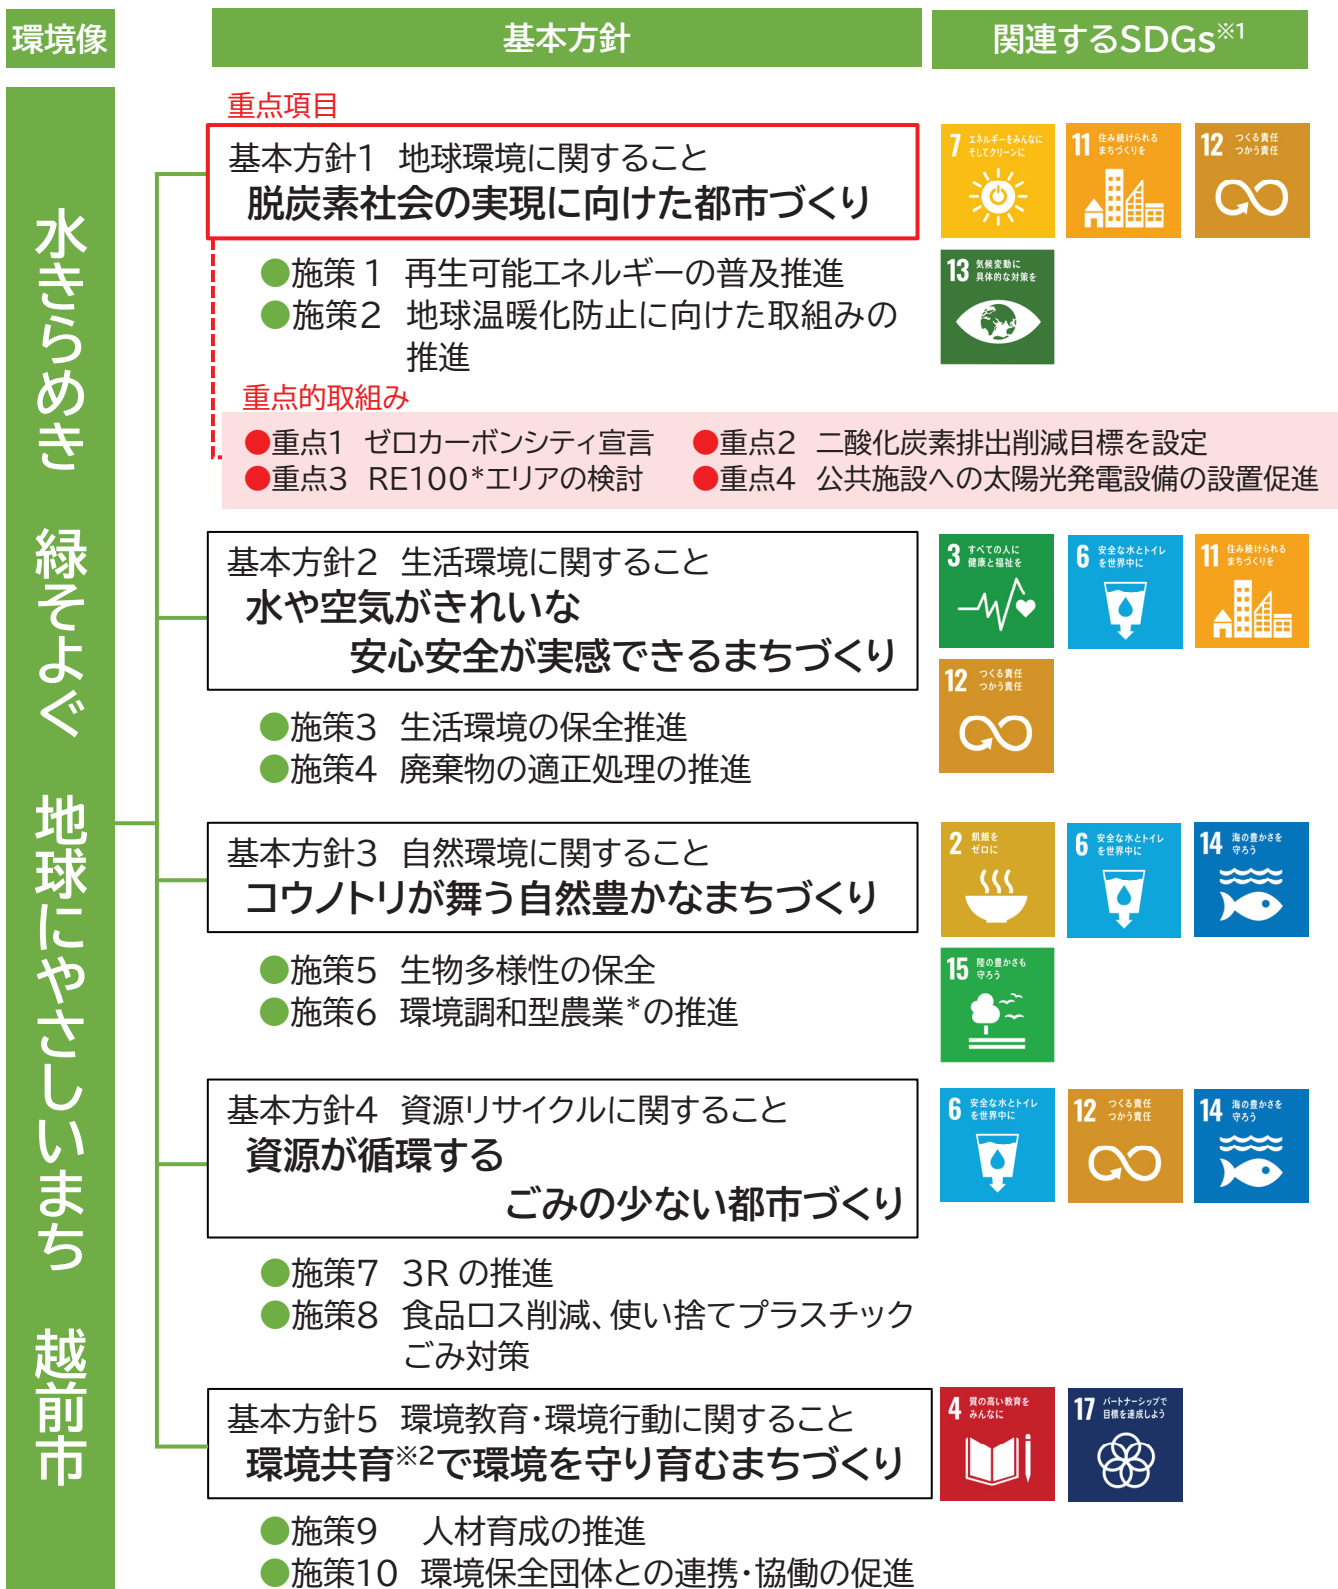 環境像
基本方針
関連するSDGs※1
水きらめき 緑そよぐ 地球にやさしいまち 越前市
重点項目
基本方針1 地球環境に関すること
脱炭素社会の実現に向けた都市づくり
7 エネルギーをみんなに
そしてクリーンに
11 住み続けられる
まちづくりを
12 つくる責任
つかう責任
13 気候変動に
具体的な対策を
●施策1 再生可能エネルギーの普及推進
●施策2 地球温暖化防止に向けた取組みの
推進
重点的取組み
●重点1 ゼロカーボンシティ宣言 ●重点2 二酸化炭素排出削減目標を設定
●重点3 RE100*エリアの検討 ●重点4 公共施設への太陽光発電設備の設置促進
基本方針2 生活環境に関すること
水や空気がきれいな
安心安全が実感できるまちづくり
3 すべての人に
健康と福祉を
6 安全な水とトイレ
を世界中に
11 住み続けられる
まちづくりを
12 つくる責任
つかう責任
●施策3 生活環境の保全推進
●施策4 廃棄物の適正処理の推進
基本方針3 自然環境に関すること
コウノトリが舞う自然豊かなまちづくり
2 飢餓を
ゼロに
6 安全な水とトイレ
を世界中に
14 海の豊かさを
守ろう
15 陸の豊かさも
守ろう
●施策5 生物多様性の保全
●施策6 環境調和型農業*の推進
基本方針4 資源リサイクルに関すること
資源が循環する
ごみの少ない都市づくり
6 安全な水とトイレ
を世界中に
12 つくる責任
つかう責任
14 海の豊かさを
守ろう
●施策7 3Rの推進
●施策8 食品ロス削減、使い捨てプラスチック
ごみ対策
基本方針5 環境教育・環境行動に関すること
環境共育※2で環境を守り育むまちづくり
4 質の高い教育を
みんなに
17 パートナーシップで
目標を達成しよう
●施策9 人材育成の推進
●施策10 環境保全団体との連携・協働の促進